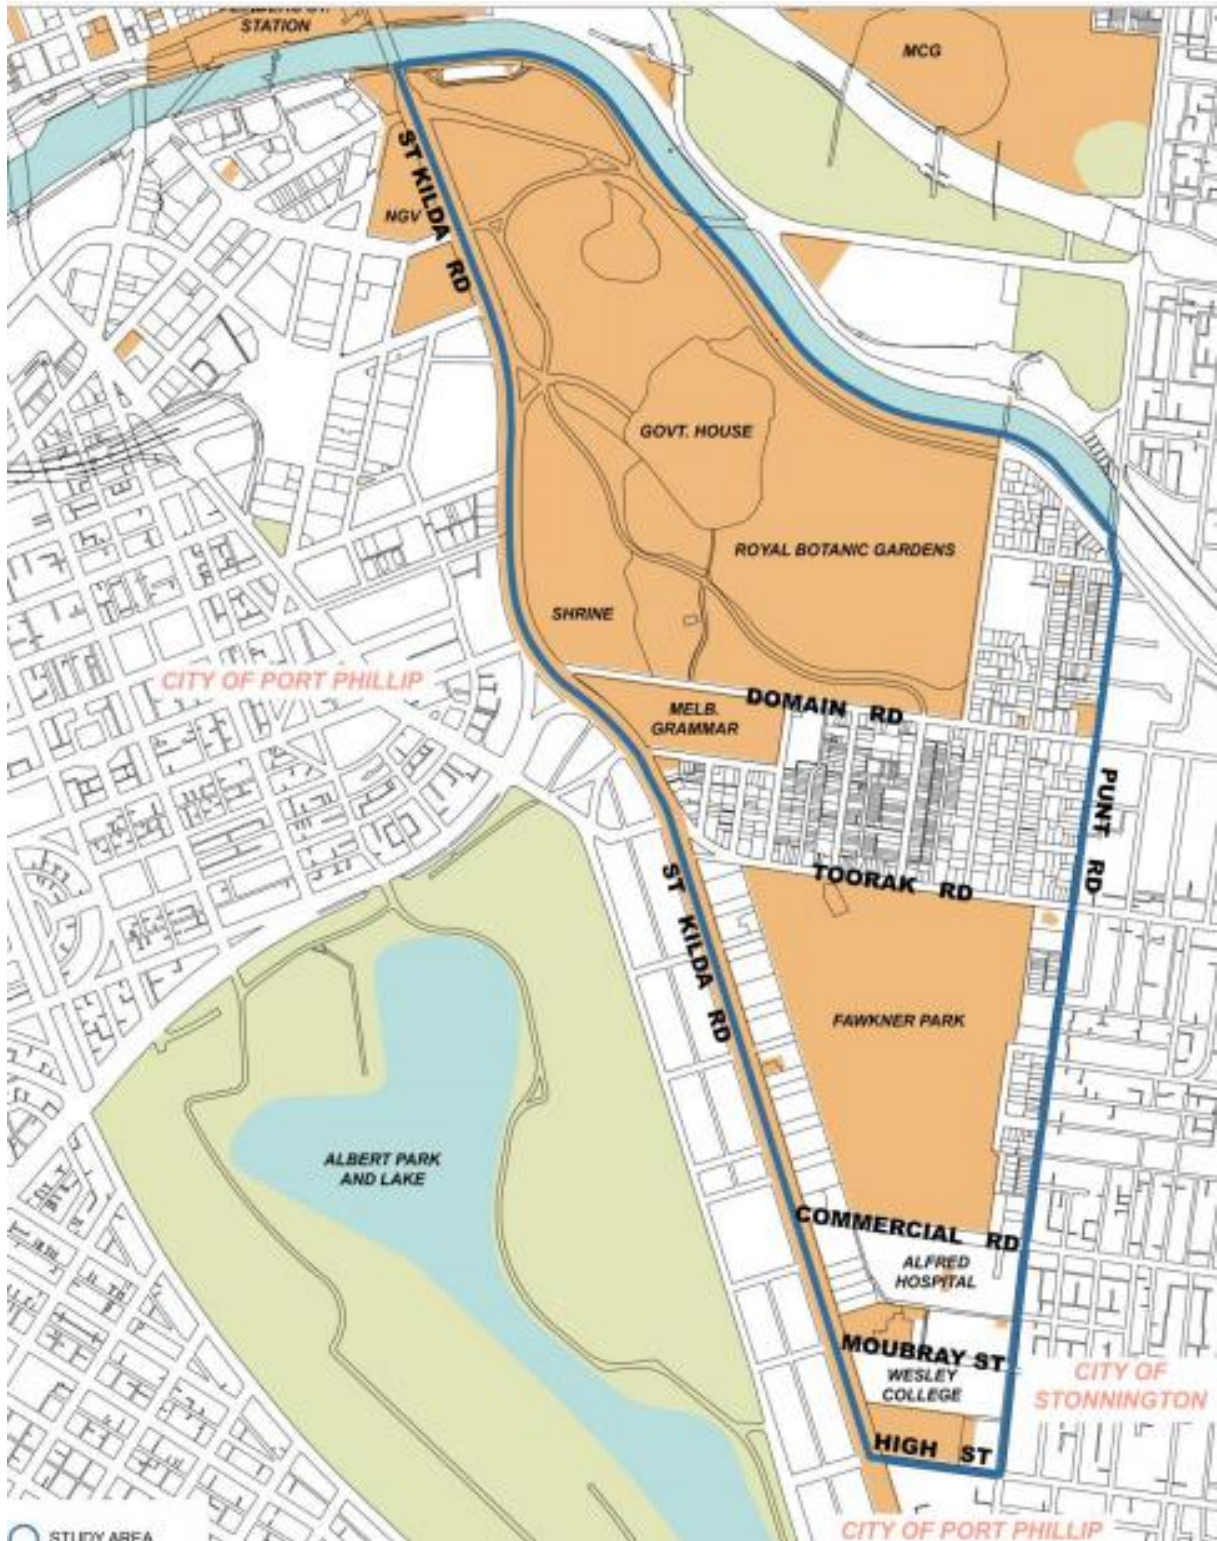 STATION
MCG
ST KILDA RD
NGV
GOVT. HOUSE
ROYAL BOTANIC GARDENS
SHRINE
CITY OF PORT PHILLIP
MELB.
GRAMMAR
DOMAIN RD
PUNT RD
TOORAK RD
ST KILDA RD
FAWKNER PARK
ALBERT PARK
AND LAKE
COMMERCIAL RD
ALFRED
HOSPITAL
MOUBRAY ST
WESLEY
COLLEGE
CITY OF
STONNINGTON
HIGH ST
CITY OF PORT PHILLIP
STUDY AREA